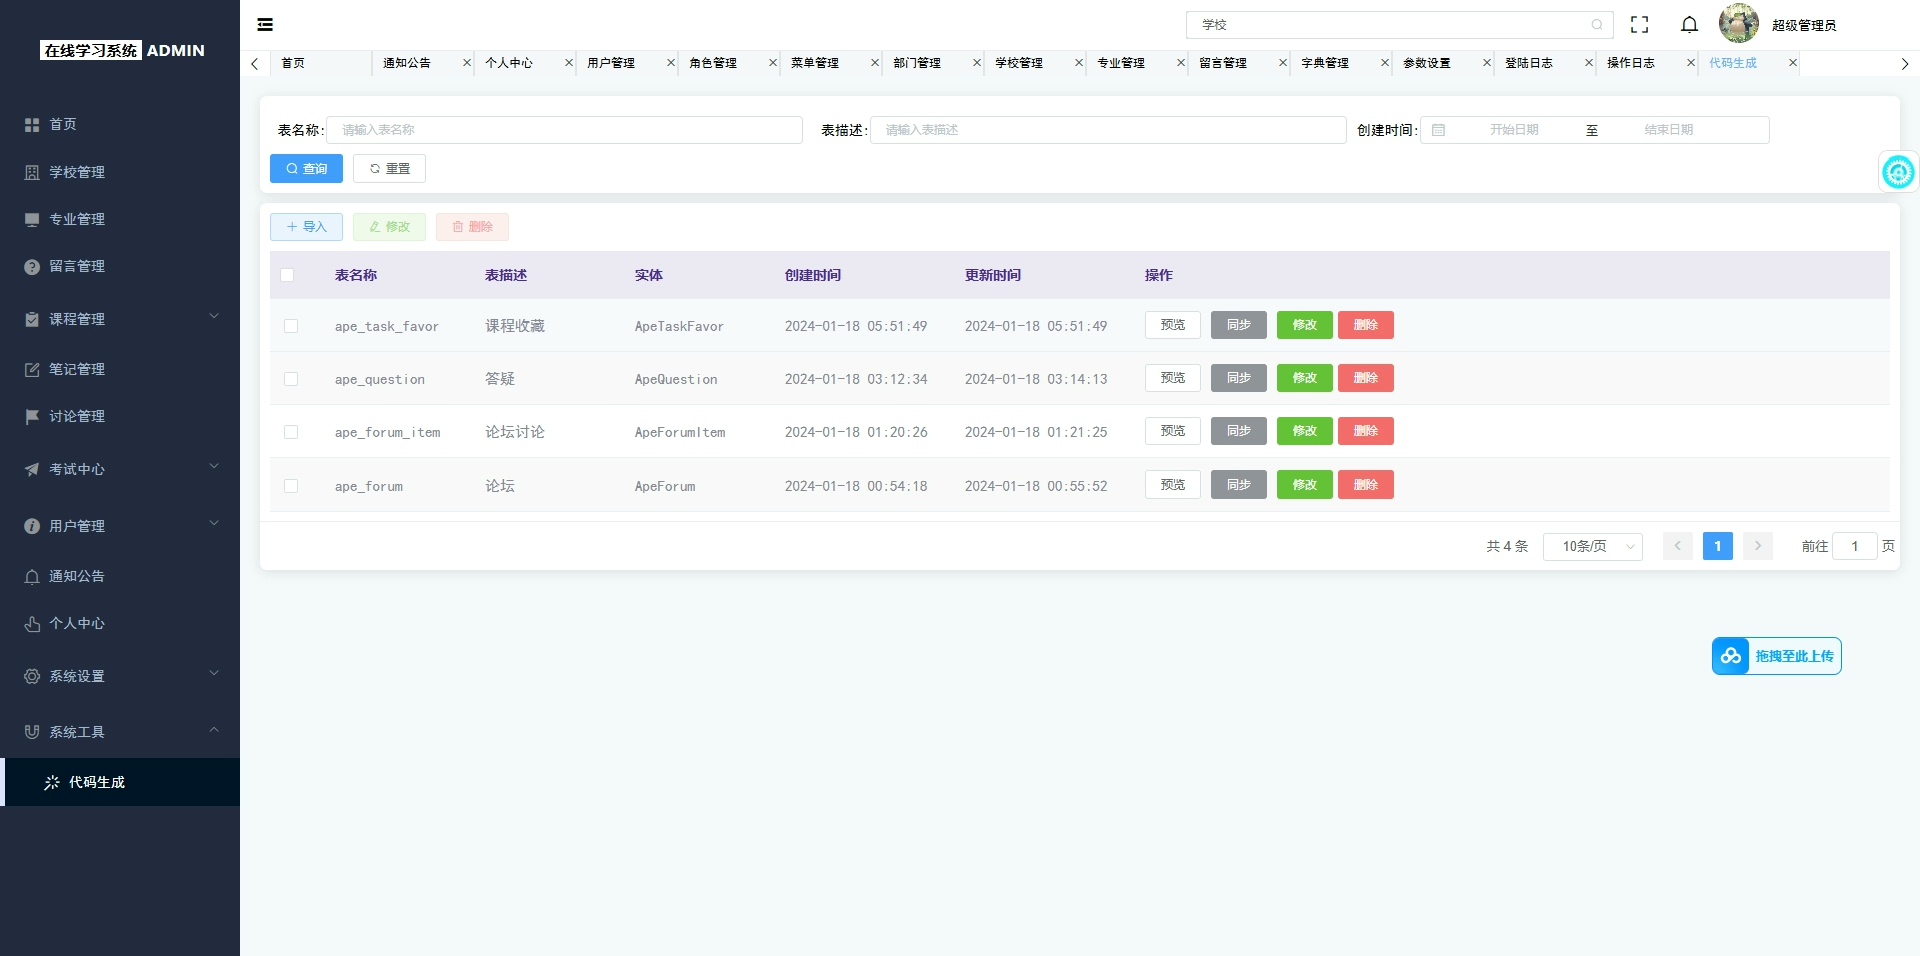 在线学习系统 ADMIN
首页
学校管理
专业管理
留言管理
课程管理
笔记管理
讨论管理
考试中心
用户管理
通知公告
个人中心
系统设置
系统工具
代码生成
学校
超级管理员
首页 通知公告 个人中心 用户管理 角色管理 菜单管理 部门管理 学校管理 专业管理 留言管理 字典管理 参数设置 登陆日志 操作日志 代码生成
表名称: 请输入表名称 表描述: 请输入表描述 创建时间: 开始日期 至 结束日期
查询 重置
导入 修改 删除
表名称 表描述 实体 创建时间 更新时间 操作
ape_task_favor 课程收藏 ApeTaskFavor 2024-01-18 05:51:49 2024-01-18 05:51:49 预览 同步 修改 删除
ape_question 答疑 ApeQuestion 2024-01-18 03:12:34 2024-01-18 03:14:13 预览 同步 修改 删除
ape_forum_item 论坛讨论 ApeForumItem 2024-01-18 01:20:26 2024-01-18 01:21:25 预览 同步 修改 删除
ape_forum 论坛 ApeForum 2024-01-18 00:54:18 2024-01-18 00:55:52 预览 同步 修改 删除
共 4 条 10条/页 1 前往 1 页
拖拽至此上传